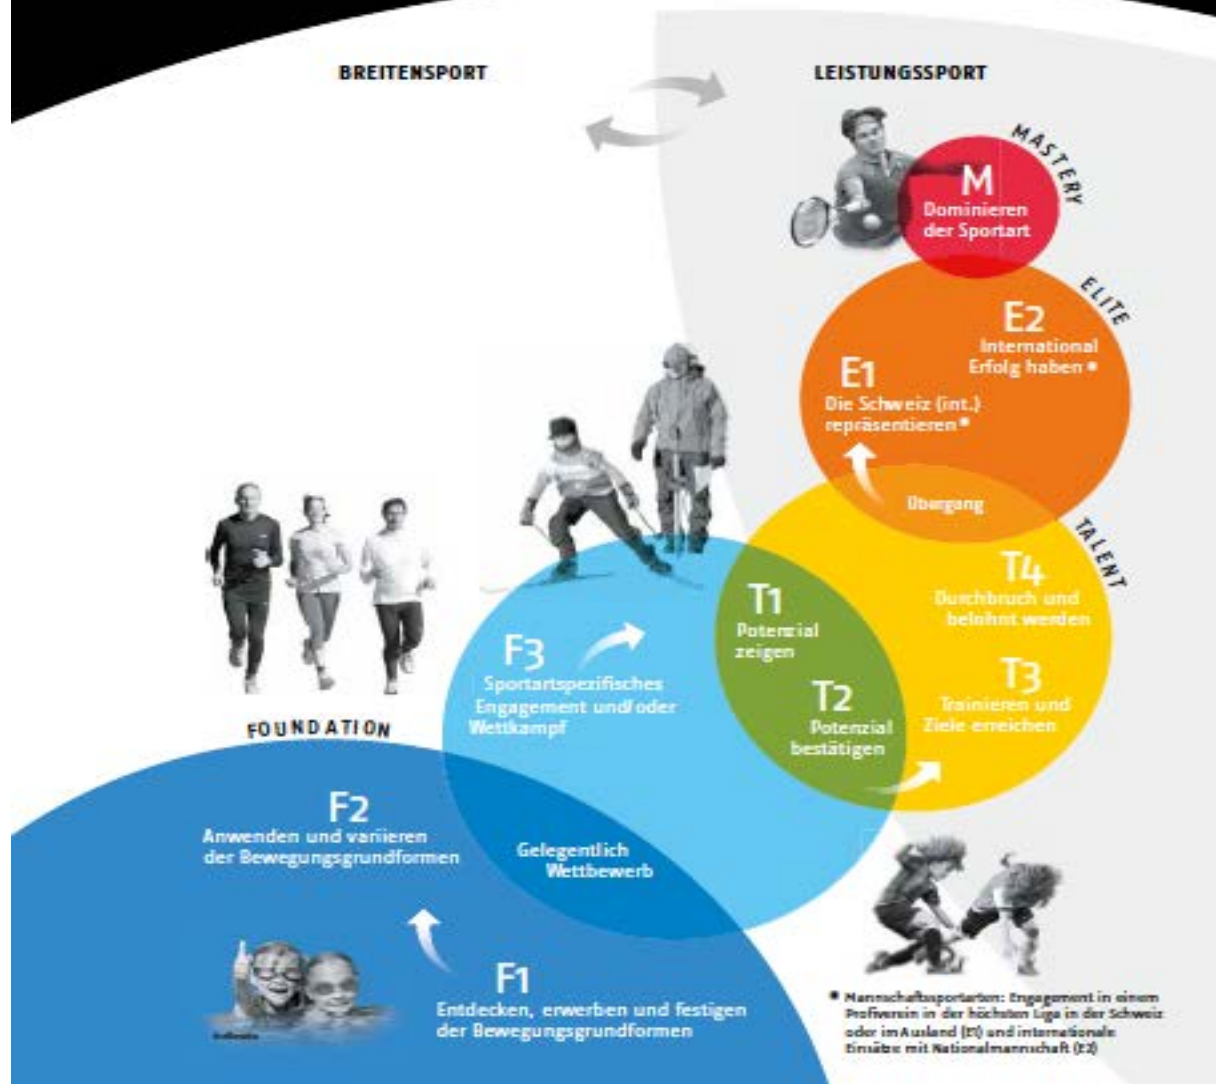 BREITENSPORT
LEISTUNGSSPORT
MASTERY
M
Dominieren
der Sportart
ELITE
E2
International
Erfolg haben *
E1
Die Schweiz (int.)
repräsentieren *
Übergang
TALENT
T4
Durchbruch und
belohnt werden
T1
Potenzial
zeigen
T3
Trainieren und
Ziele erreichen
T2
Potenzial
bestätigen
F3
Sportartspezifisches
Engagement und/oder
Wettkampf
FOUNDATION
F2
Anwenden und variieren
der Bewegungsgrundformen
Gelegentlich
Wettbewerb
F1
Entdecken, erwerben und festigen
der Bewegungsgrundformen
* Mannschaftssportarten: Engagement in einem
Profiverein in der höchsten Liga in der Schweiz
oder im Ausland (E1) und internationale
Einsätze mit Nationalmannschaft (E2)